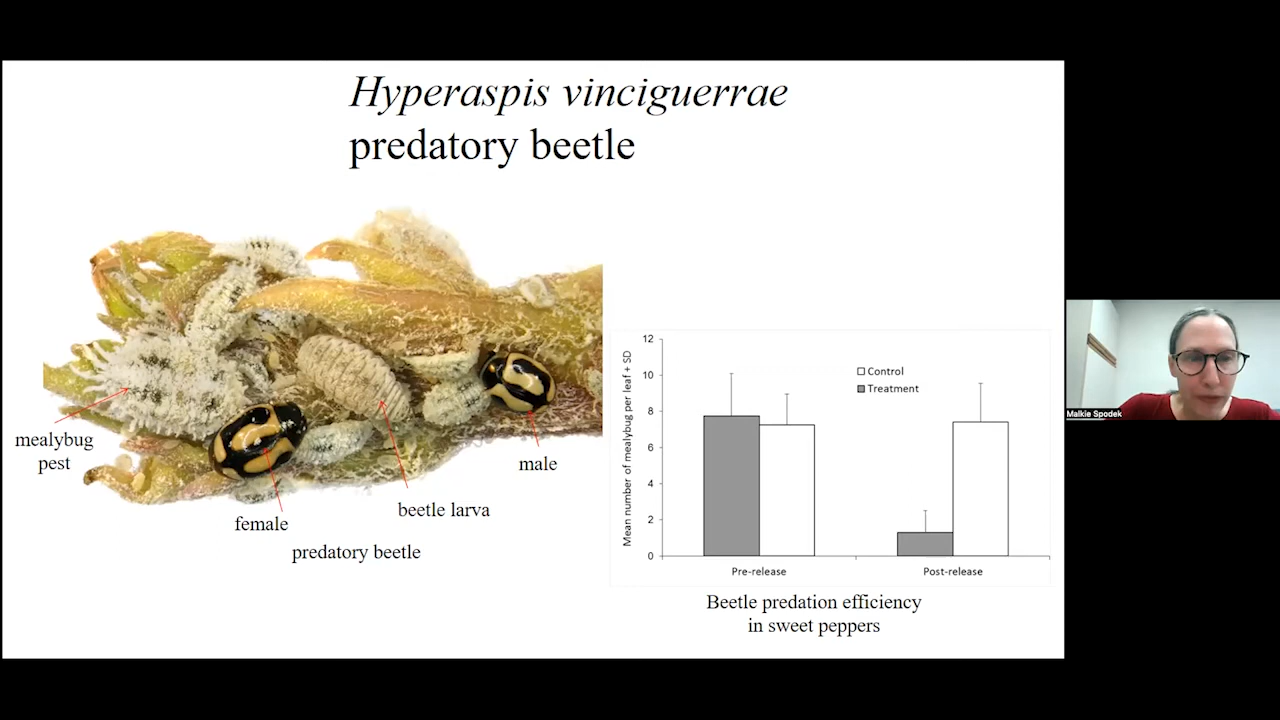 Hyperaspis vinciguerrae
predatory beetle
mealybug
pest
female
predatory beetle
beetle larva
male
Mean number of mealybug per leaf + SD
12
10
8
6
4
2
0
Control
Treatment
Pre-release
Post-release
Beetle predation efficiency
in sweet peppers
Malkie Spodek